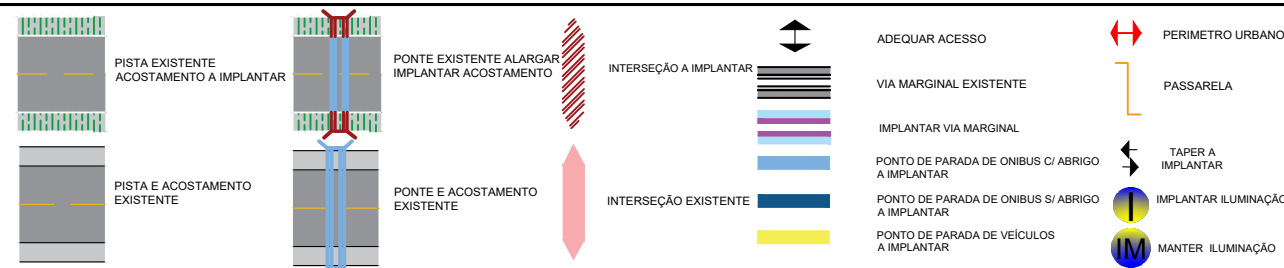 PISTA EXISTENTE
ACOSTAMENTO A IMPLANTAR
PISTA E ACOSTAMENTO
EXISTENTE
PONTE EXISTENTE ALARGAR
IMPLANTAR ACOSTAMENTO
PONTE E ACOSTAMENTO
EXISTENTE
INTERSEÇÃO A IMPLANTAR
INTERSEÇÃO EXISTENTE
ADEQUAR ACESSO
VIA MARGINAL EXISTENTE
IMPLANTAR VIA MARGINAL
PONTO DE PARADA DE ONIBUS C/ ABRIGO
A IMPLANTAR
PONTO DE PARADA DE ONIBUS S/ ABRIGO
A IMPLANTAR
PONTO DE PARADA DE VEÍCULOS
A IMPLANTAR
PERIMETRO URBANO
PASSARELA
TAPER A
IMPLANTAR
I IMPLANTAR ILUMINAÇÃO
IM MANTER ILUMINAÇÃO